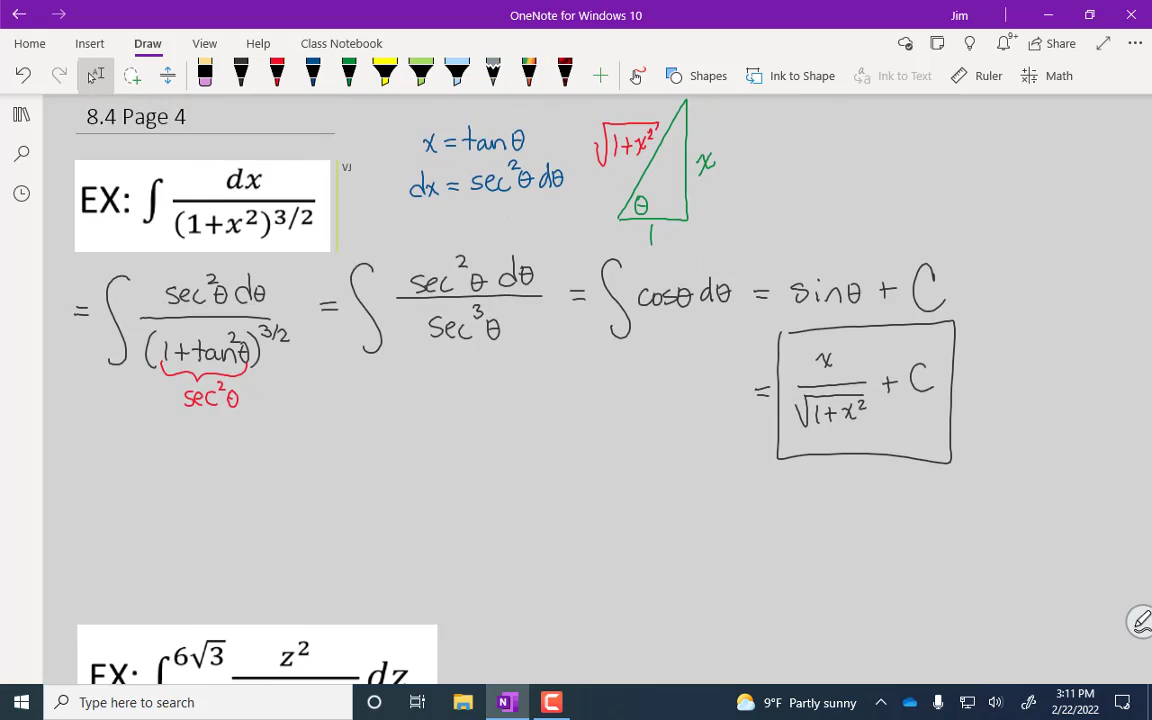 OneNote for Windows 10
Jim
Home Insert Draw View Help Class Notebook
9+
Share
Shapes
Ink to Shape
Ink to Text
Ruler
Math
8.4 Page 4
VJ
EX: ∫ dx / (1+x²)^3/2
x = tanθ
dx = sec²θ dθ
√1+x²
x
θ
1
= ∫ sec²θ dθ / (1+tan²θ)^3/2 = ∫ sec²θ dθ / sec³θ = ∫ cosθ dθ = sinθ + C
sec²θ
= x / √1+x² + C
EX: ∫^6√3 z² dz
Type here to search
9°F Partly sunny
3:11 PM
2/22/2022